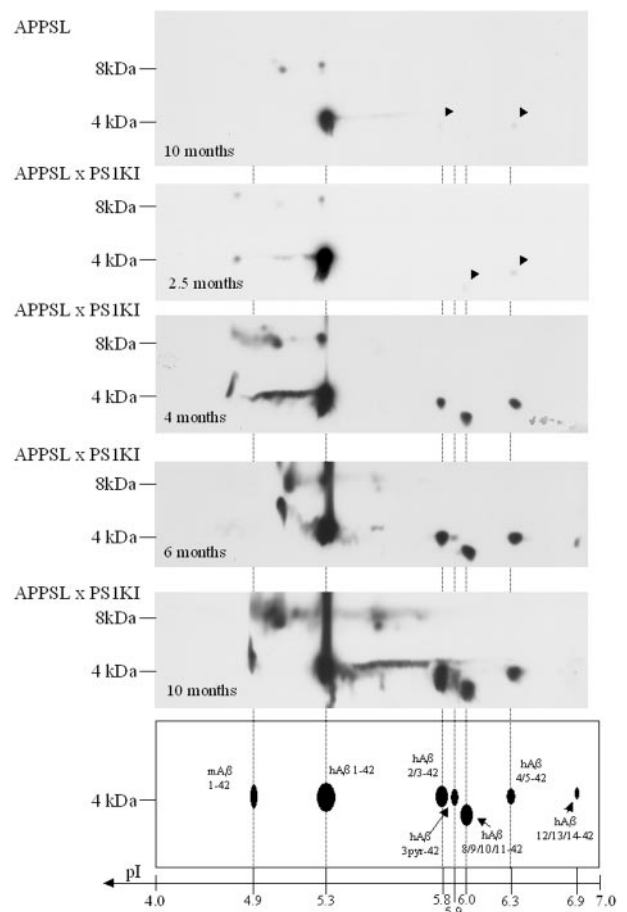 APPSL
8kDa
4 kDa
10 months
APPSL x PS1KI
8kDa
4 kDa
2.5 months
APPSL x PS1KI
8kDa
4 kDa
4 months
APPSL x PS1KI
8kDa
4 kDa
6 months
APPSL x PS1KI
8kDa
4 kDa
10 months
mAβ
1-42
hAβ 1-42
hAβ
2/3-42
hAβ
4/5-42
4 kDa
hAβ
3pyr-42
hAβ
8/9/10/11-42
hAβ
12/13/14-42
pI
4.0
4.9
5.3
5.8
5.9
6.0
6.3
6.9
7.0